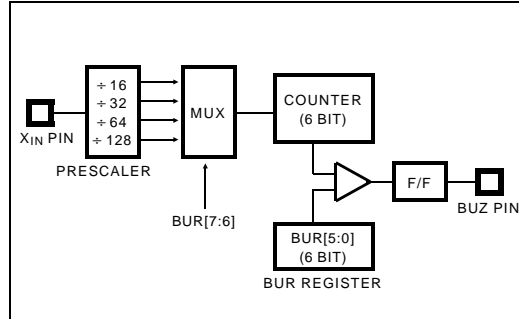 ÷ 16
÷ 32
÷ 64
÷ 128
XIN PIN
PRESCALER
MUX
BUR[7:6]
COUNTER
(6 BIT)
F/F
BUZ PIN
BUR[5:0]
(6 BIT)
BUR REGISTER